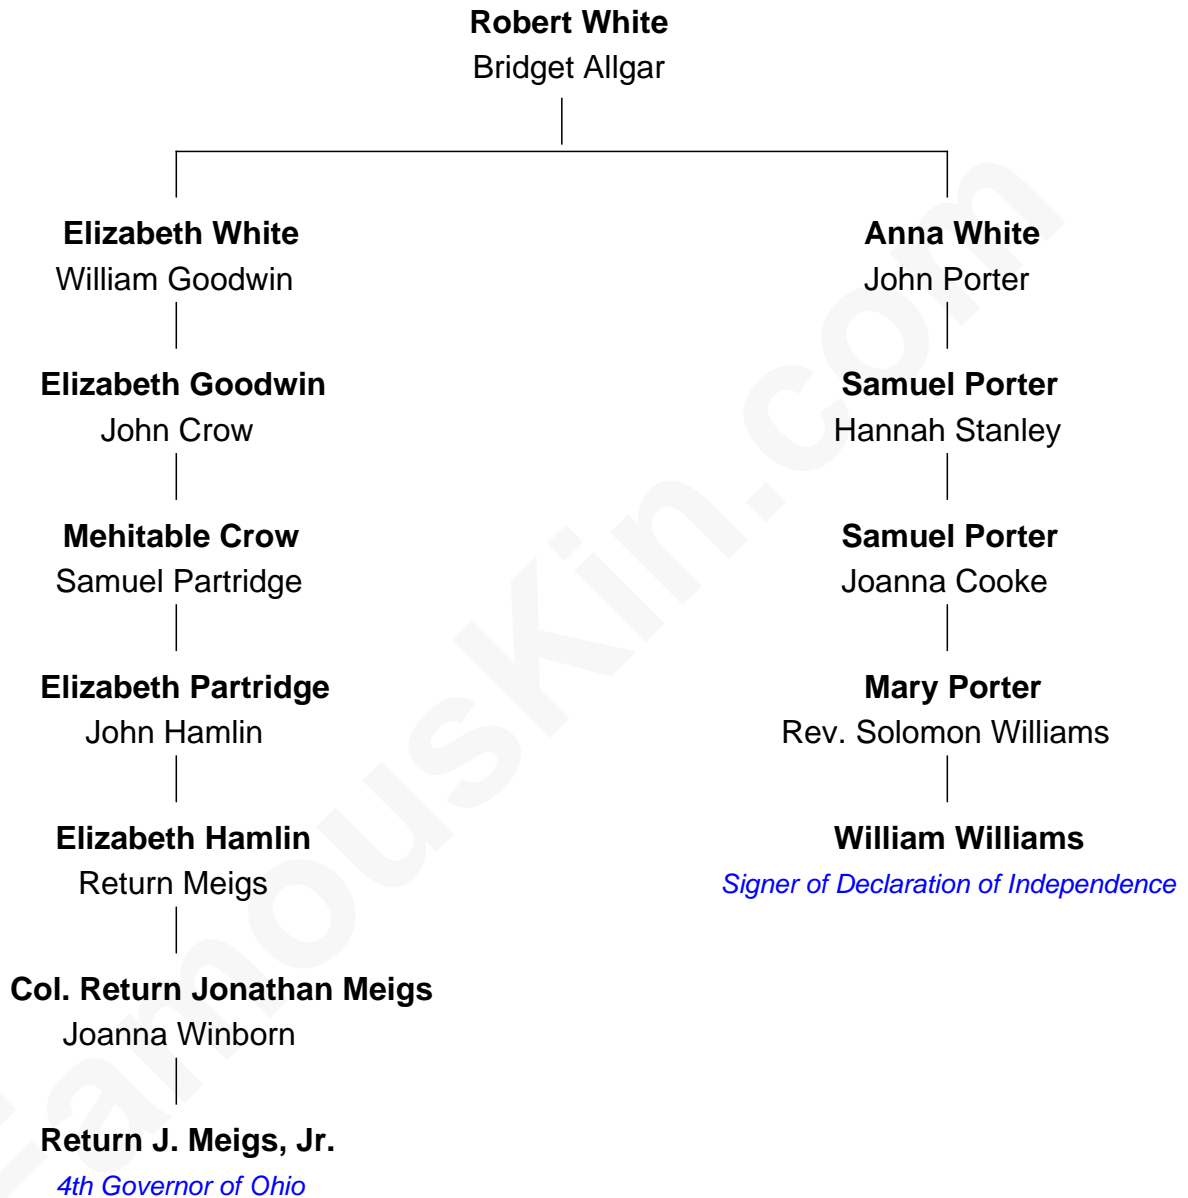 Robert White
Bridget Allgar
Elizabeth White
William Goodwin
Anna White
John Porter
Elizabeth Goodwin
John Crow
Samuel Porter
Hannah Stanley
Mehitable Crow
Samuel Partridge
Samuel Porter
Joanna Cooke
Elizabeth Partridge
John Hamlin
Mary Porter
Rev. Solomon Williams
Elizabeth Hamlin
Return Meigs
William Williams
Signer of Declaration of Independence
Col. Return Jonathan Meigs
Joanna Winborn
Return J. Meigs, Jr.
4th Governor of Ohio
FamousKin.com